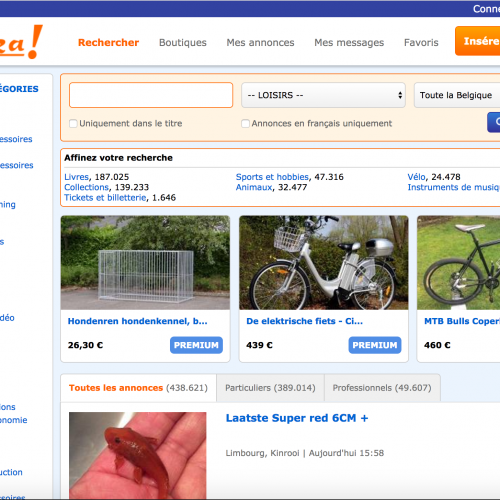 Conne
za!
Rechercher Boutiques Mes annonces Mes messages Favoris Insére
ÉGORIES
-- LOISIRS -- Toute la Belgique
Uniquement dans le titre Annonces en français uniquement
essoires
essoires
ning
s
déo
ions
onomie
uction
essoires
Affinez votre recherche
Livres, 187.025 Sports et hobbies, 47.316 Vélo, 24.478
Collections, 139.233 Animaux, 32.477 Instruments de musiq
Tickets et billetterie, 1.646
Hondenren hondenkennel, b...
26,30 € PREMIUM
De elektrische fiets - Ci...
439 € PREMIUM
MTB Bulls Coperh
460 €
Toutes les annonces (438.621) Particuliers (389.014) Professionnels (49.607)
Laatste Super red 6CM +
Limbourg, Kinrooi | Aujourd'hui 15:58